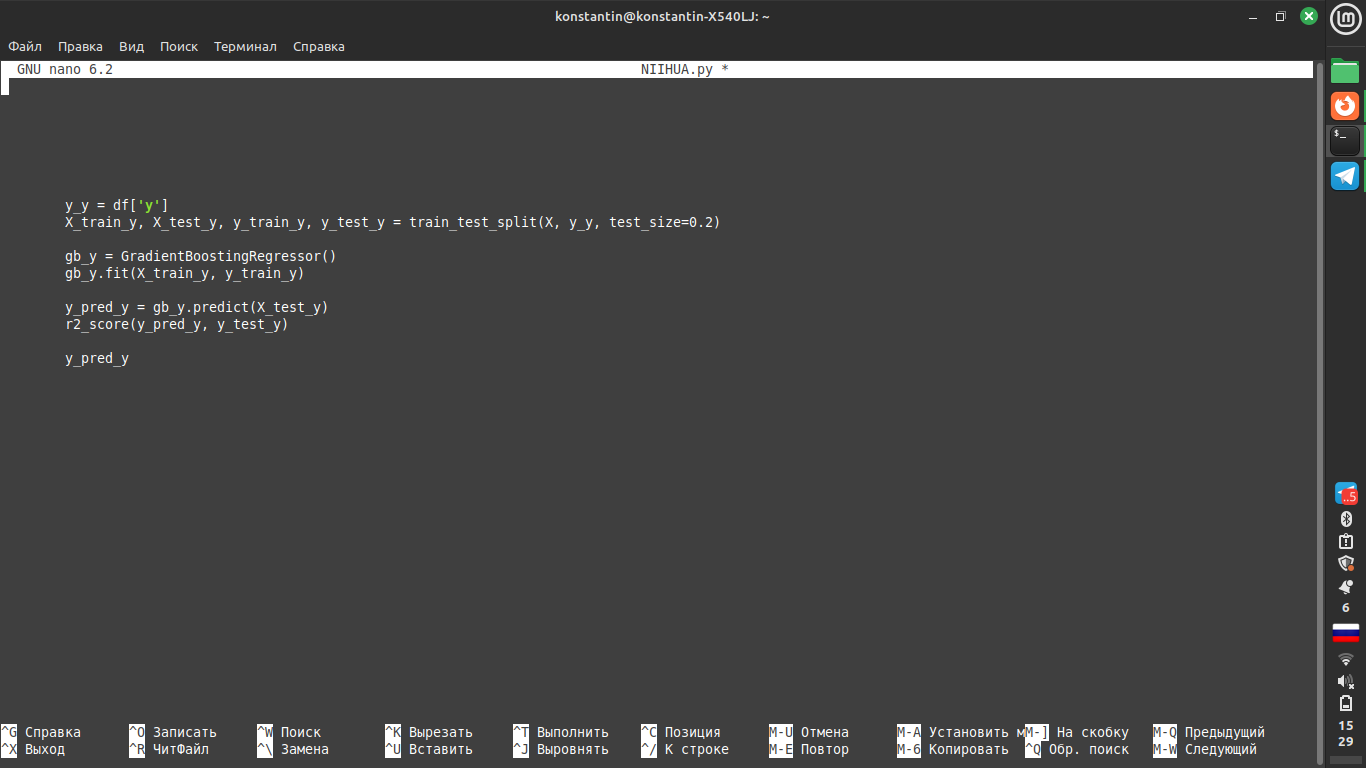 konstantin@konstantin-X540LJ: ~
Файл Правка Вид Поиск Терминал Справка
GNU nano 6.2 NIIHUA.py *
y_y = df['y']
X_train_y, X_test_y, y_train_y, y_test_y = train_test_split(X, y_y, test_size=0.2)
gb_y = GradientBoostingRegressor()
gb_y.fit(X_train_y, y_train_y)
y_pred_y = gb_y.predict(X_test_y)
r2_score(y_pred_y, y_test_y)
y_pred_y
^G Справка ^O Записать ^W Поиск ^K Вырезать ^T Выполнить ^C Позиция M-U Отмена M-A Установить мM-] На скобку M-Q Предыдущий
^X Выход ^R ЧитФайл ^\ Замена ^U Вставить ^J Выровнять ^/ К строке M-E Повтор M-6 Копировать ^Q Обр. поиск M-W Следующий
$_
..5
6
15
29